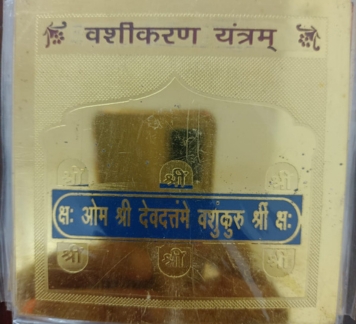 वशीकरण यंत्रम्
श्रीं श्रीं श्रीं
क्षः ओम श्री देवदत्तंमे वशुंकुरु श्रीं क्षः
श्रीं श्रीं श्रीं